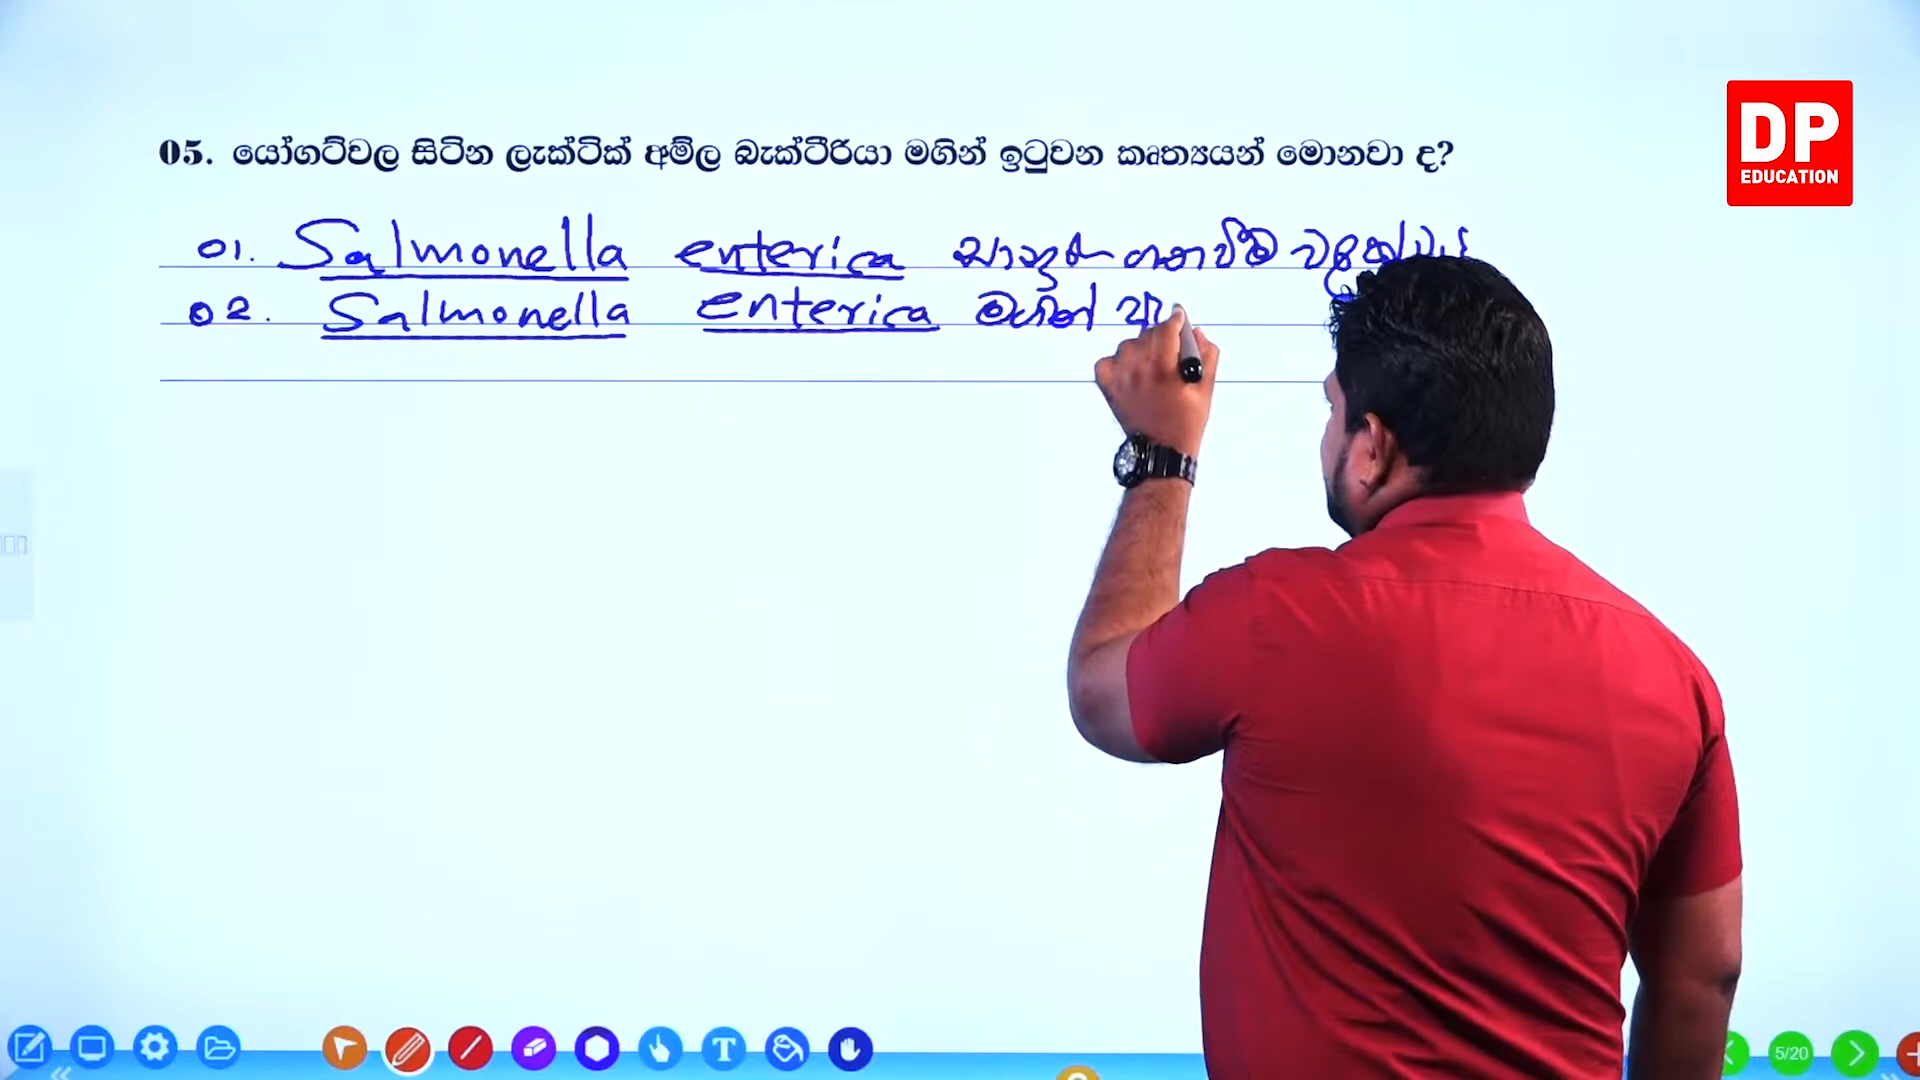 DP
EDUCATION
05. යෝගට්වල සිටින ලැක්ටික් අම්ල බැක්ටීරියා මගින් ඉටුවන කෘත්‍යයන් මොනවා ද?
01. Salmonella enterica
02. Salmonella enterica මගින් ඇ
T
5/20